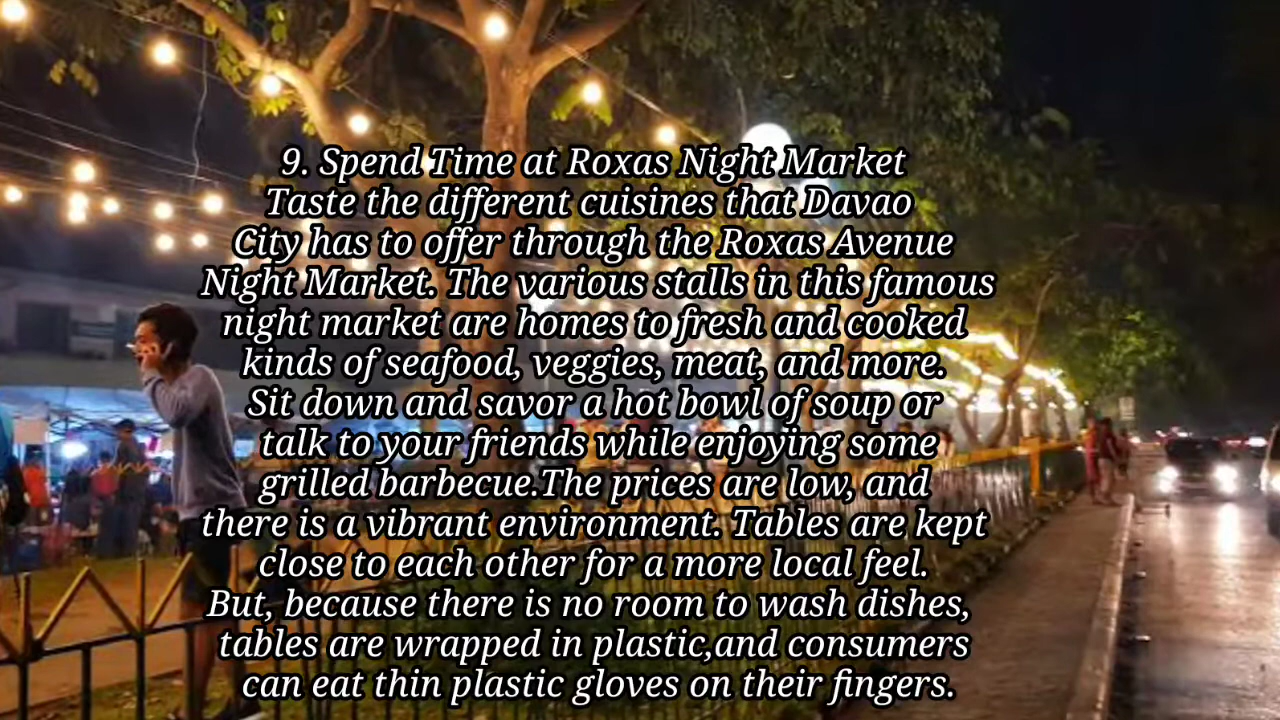 9. Spend Time at Roxas Night Market
Taste the different cuisines that Davao
City has to offer through the Roxas Avenue
Night Market. The various stalls in this famous
night market are homes to fresh and cooked
kinds of seafood, veggies, meat, and more.
Sit down and savor a hot bowl of soup or
talk to your friends while enjoying some
grilled barbecue.The prices are low, and
there is a vibrant environment. Tables are kept
close to each other for a more local feel.
But, because there is no room to wash dishes,
tables are wrapped in plastic,and consumers
can eat thin plastic gloves on their fingers.